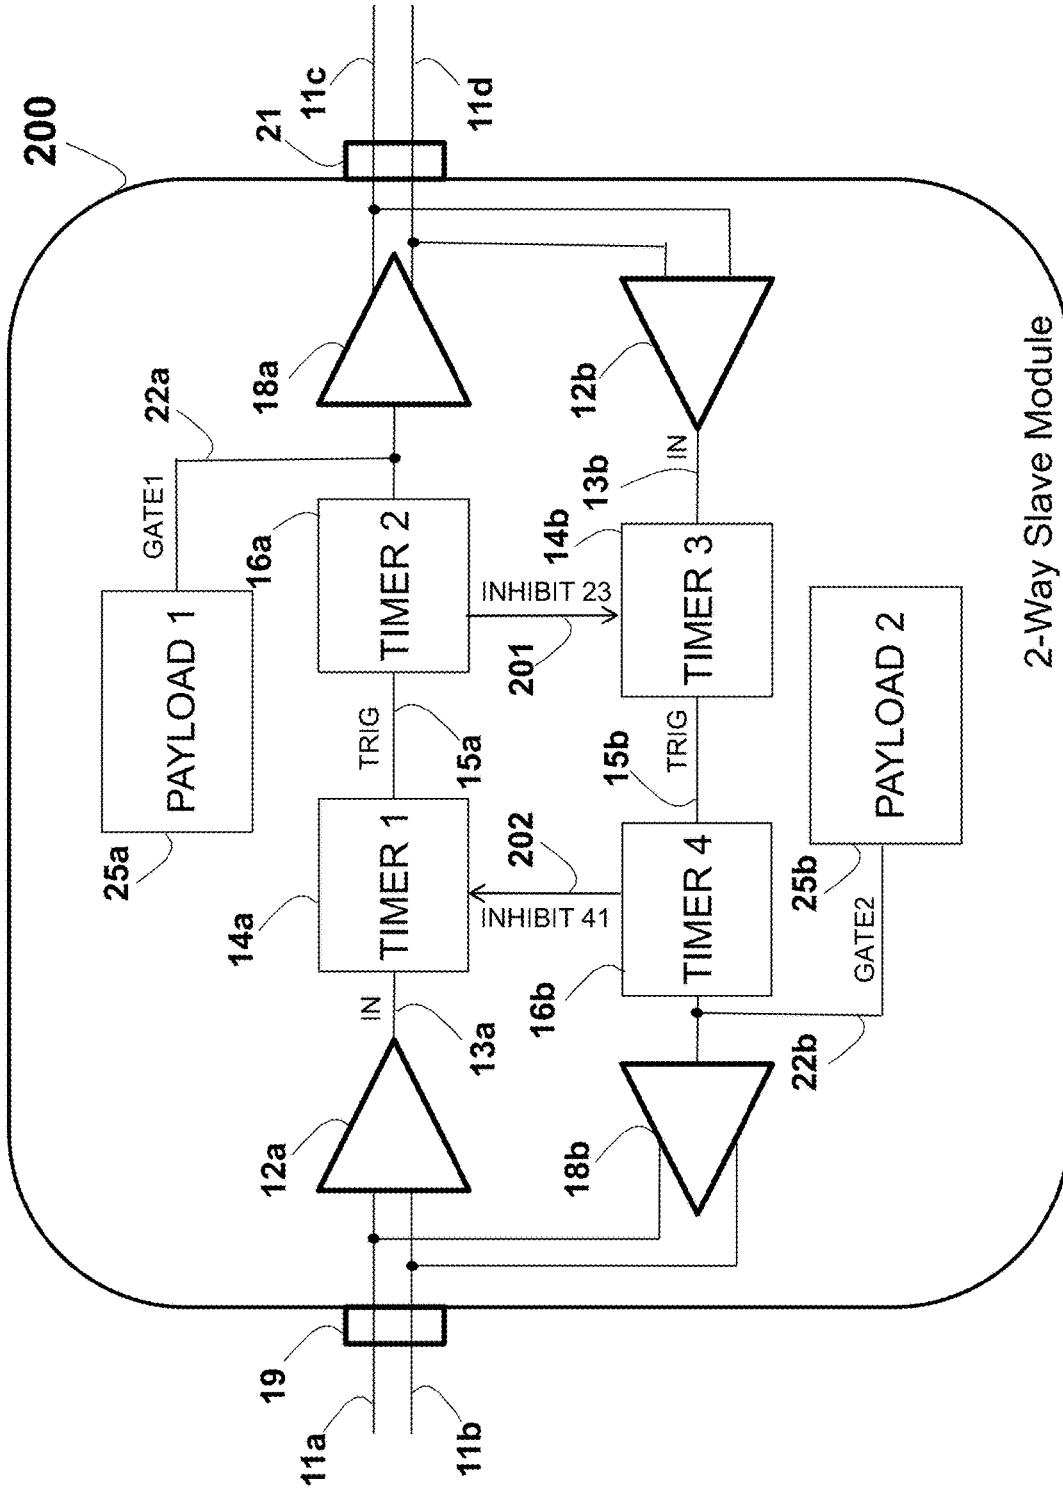 200
11c
11d
21
22a
GATE1
18a
12b
IN
13b
16a
14b
PAYLOAD 1
TIMER 2
INHIBIT 23
201
TIMER 3
25a
TRIG
15a
15b
TRIG
PAYLOAD 2
14a
TIMER 1
202
INHIBIT 41
TIMER 4
25b
GATE2
IN
13a
16b
22b
12a
18b
19
11a
11b
2-Way Slave Module